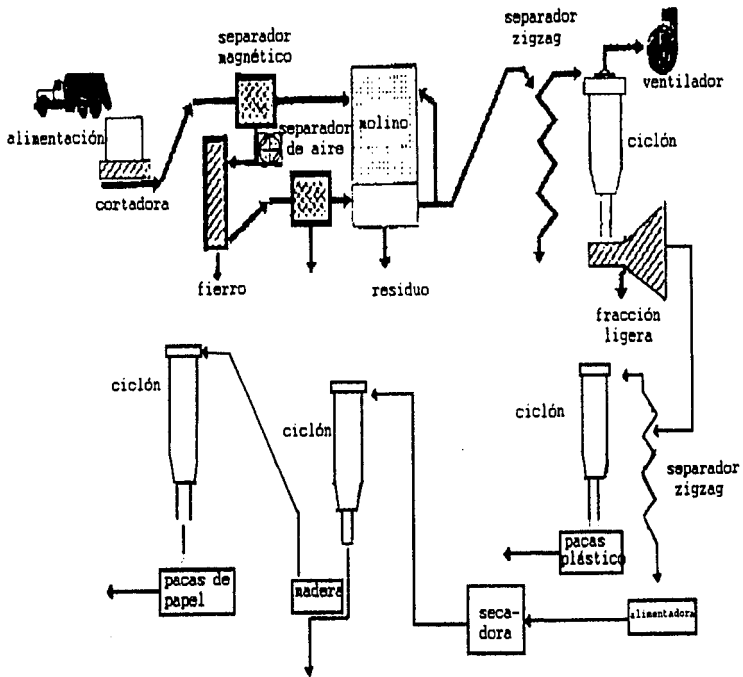 separador
magnético
separador
zigzag
ventilador
alimentación
separador
de aire
molino
ciclón
cortadora
fierro
residuo
fracción
ligera
ciclón
ciclón
ciclón
separador
zigzag
pacas
plástico
pacas de
papel
madera
seca-
dora
alimentadora